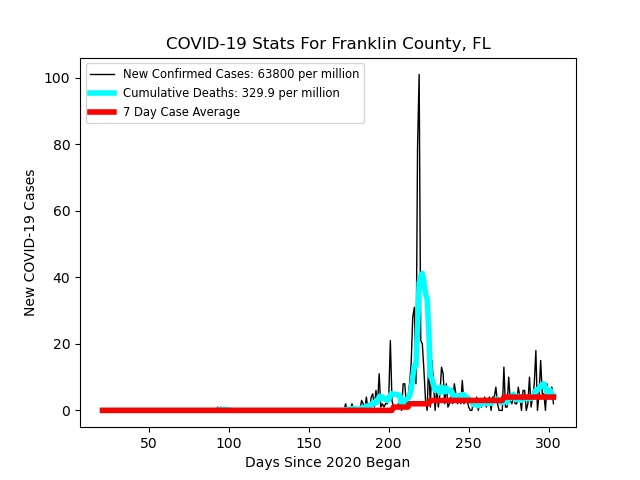 COVID-19 Stats For Franklin County, FL
New Confirmed Cases: 63800 per million
Cumulative Deaths: 329.9 per million
7 Day Case Average
100
80
60
40
20
0
New COVID-19 Cases
50 100 150 200 250 300
Days Since 2020 Began